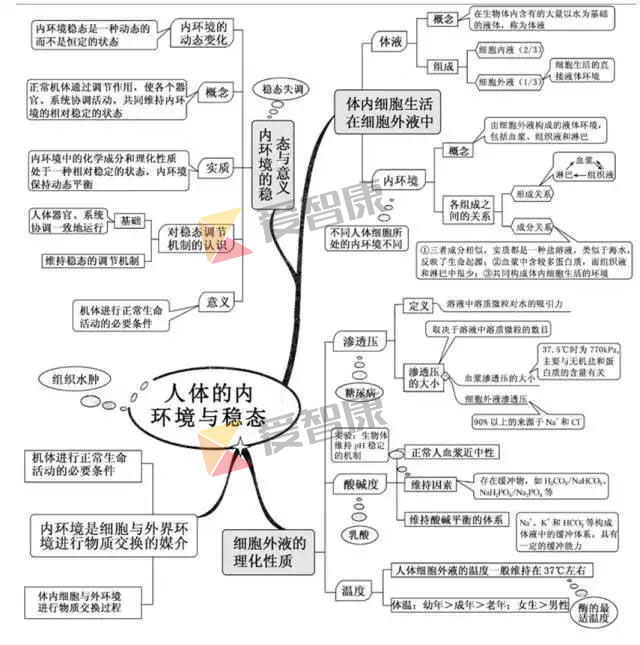 内环境稳态是一种动态的
而不是恒定的状态
内环境的
动态变化
正常机体通过调节作用，使各个器
官、系统协调活动，共同维持内环
境的相对稳定的状态
概念
稳态失调
内环境中的化学成分和理化性质
处于一种相对稳定的状态，内环境
保持动态平衡
实质
内环境的稳
态与意义
人体器官、系统
协调一致地运行
基础
维持稳态的调节机制
对稳态调节
机制的认识
机体进行正常生命
活动的必要条件
意义
体内细胞生活
在细胞外液中
体液
概念
在生物体内含有的大量以水为基础
的液体，称为体液
组成
细胞内液（2/3）
细胞外液（1/3）
细胞生活的直
接液体环境
内环境
概念
由细胞外液构成的液体环境，
包括血浆、组织液和淋巴
不同人体细胞所
处的内环境不同
各组成之
间的关系
血浆
淋巴
组织液
形成关系
成分关系
①三者成分相似，实质都是一种盐溶液，类似于海水，
反映了生命起源；②血浆中含较多蛋白质，而组织液
和淋巴中很少；③共同构成体内细胞生活的环境
组织水肿
人体的内
环境与稳态
渗透压
糖尿病
定义
溶液中溶质微粒对水的吸引力
渗透压
的大小
取决于溶液中溶质微粒的数目
血浆渗透压的大小
37.5℃时为770kPa，
主要与无机盐和蛋
白质的含量有关
细胞外液渗透压
90%以上的来源于Na⁺和Cl⁻
机体进行正常生命
活动的必要条件
内环境是细胞与外界环
境进行物质交换的媒介
体内细胞与外环境
进行物质交换过程
细胞外液的
理化性质
实验：生物体
维持pH稳定
的机制
酸碱度
乳酸
正常人血浆近中性
维持因素
存在缓冲物，如H₂CO₃/NaHCO₃、
NaH₂PO₄/Na₂PO₄等
维持酸碱平衡的体系
Na⁺、K⁺和HCO₃⁻等构成
体液中的缓冲体系，具有
一定的缓冲能力
温度
人体细胞外液的温度一般维持在37℃左右
体温：幼年＞成年＞老年；女生＞男性
酶的最
适温度
爱智康
爱智康